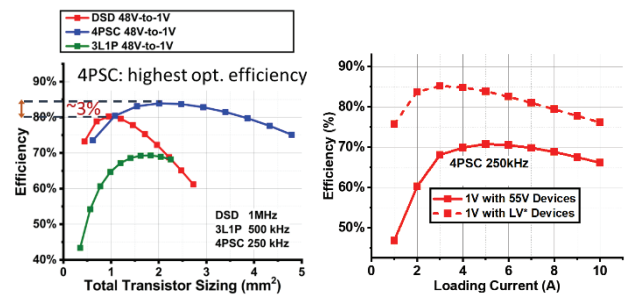 DSD 48V-to-1V
4PSC 48V-to-1V
3L1P 48V-to-1V
4PSC: highest opt. efficiency
~3%
90%
80%
70%
60%
50%
40%
Efficiency
DSD 1MHz
3L1P 500 kHz
4PSC 250 kHz
0 1 2 3 4 5
Total Transistor Sizing (mm²)
90%
80%
70%
60%
50%
Efficiency (%)
4PSC 250kHz
1V with 55V Devices
1V with LV* Devices
0 2 4 6 8 10
Loading Current (A)